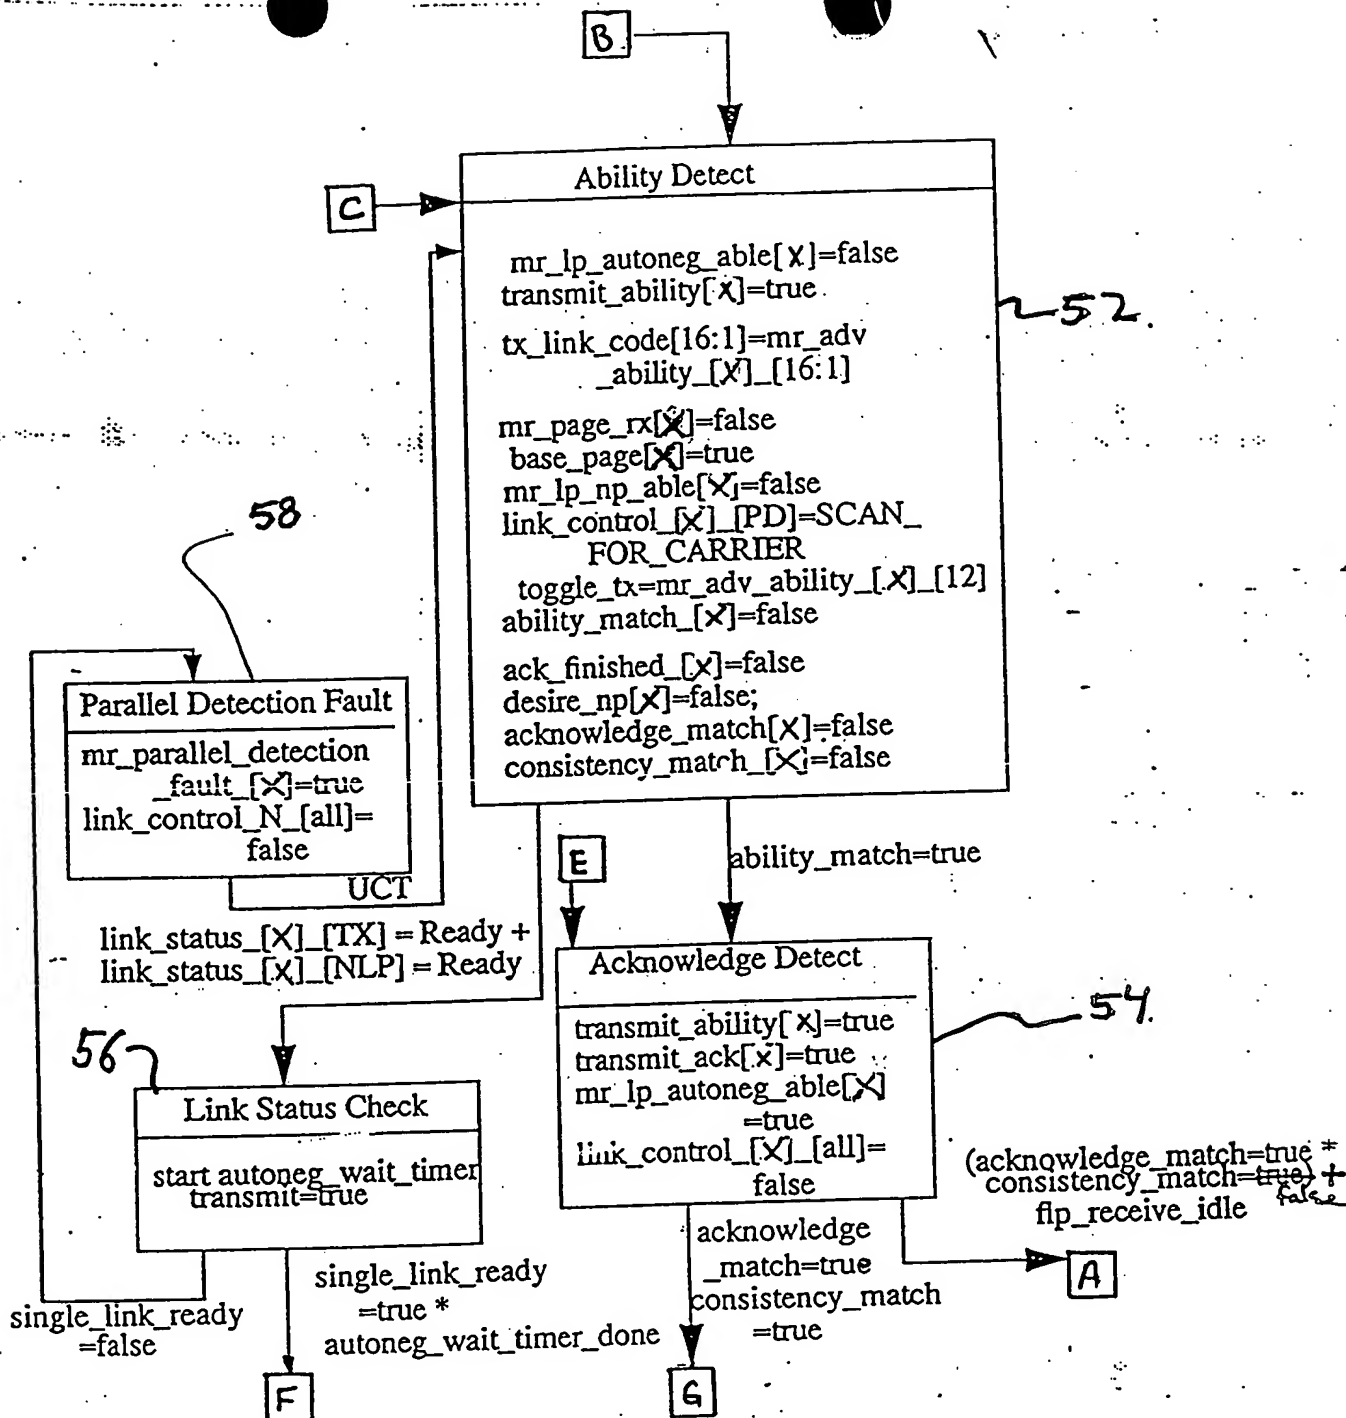 B
Ability Detect
C
mr_lp_autoneg_able[X]=false
transmit_ability[X]=true
tx_link_code[16:1]=mr_adv
_ability_[X]_[16:1]
mr_page_rx[X]=false
base_page[X]=true
mr_lp_np_able[X]=false
link_control_[X]_[PD]=SCAN_
FOR_CARRIER
toggle_tx=mr_adv_ability_[X]_[12]
ability_match_[X]=false
ack_finished_[X]=false
desire_np[X]=false;
acknowledge_match[X]=false
consistency_match_[X]=false
52.
58
Parallel Detection Fault
mr_parallel_detection
_fault_[X]=true
link_control_N_[all]=
false
UCT
E
ability_match=true
link_status_[X]_[TX] = Ready +
link_status_[X]_[NLP] = Ready
Acknowledge Detect
transmit_ability[X]=true
transmit_ack[X]=true
mr_lp_autoneg_able[X]
=true
link_control_[X]_[all]=
false
54.
56
Link Status Check
start autoneg_wait_timer
transmit=true
(acknowledge_match=true *
consistency_match=true) +
false
flp_receive_idle
A
acknowledge
_match=true
consistency_match
=true
single_link_ready
=true *
autoneg_wait_timer_done
single_link_ready
=false
F
G